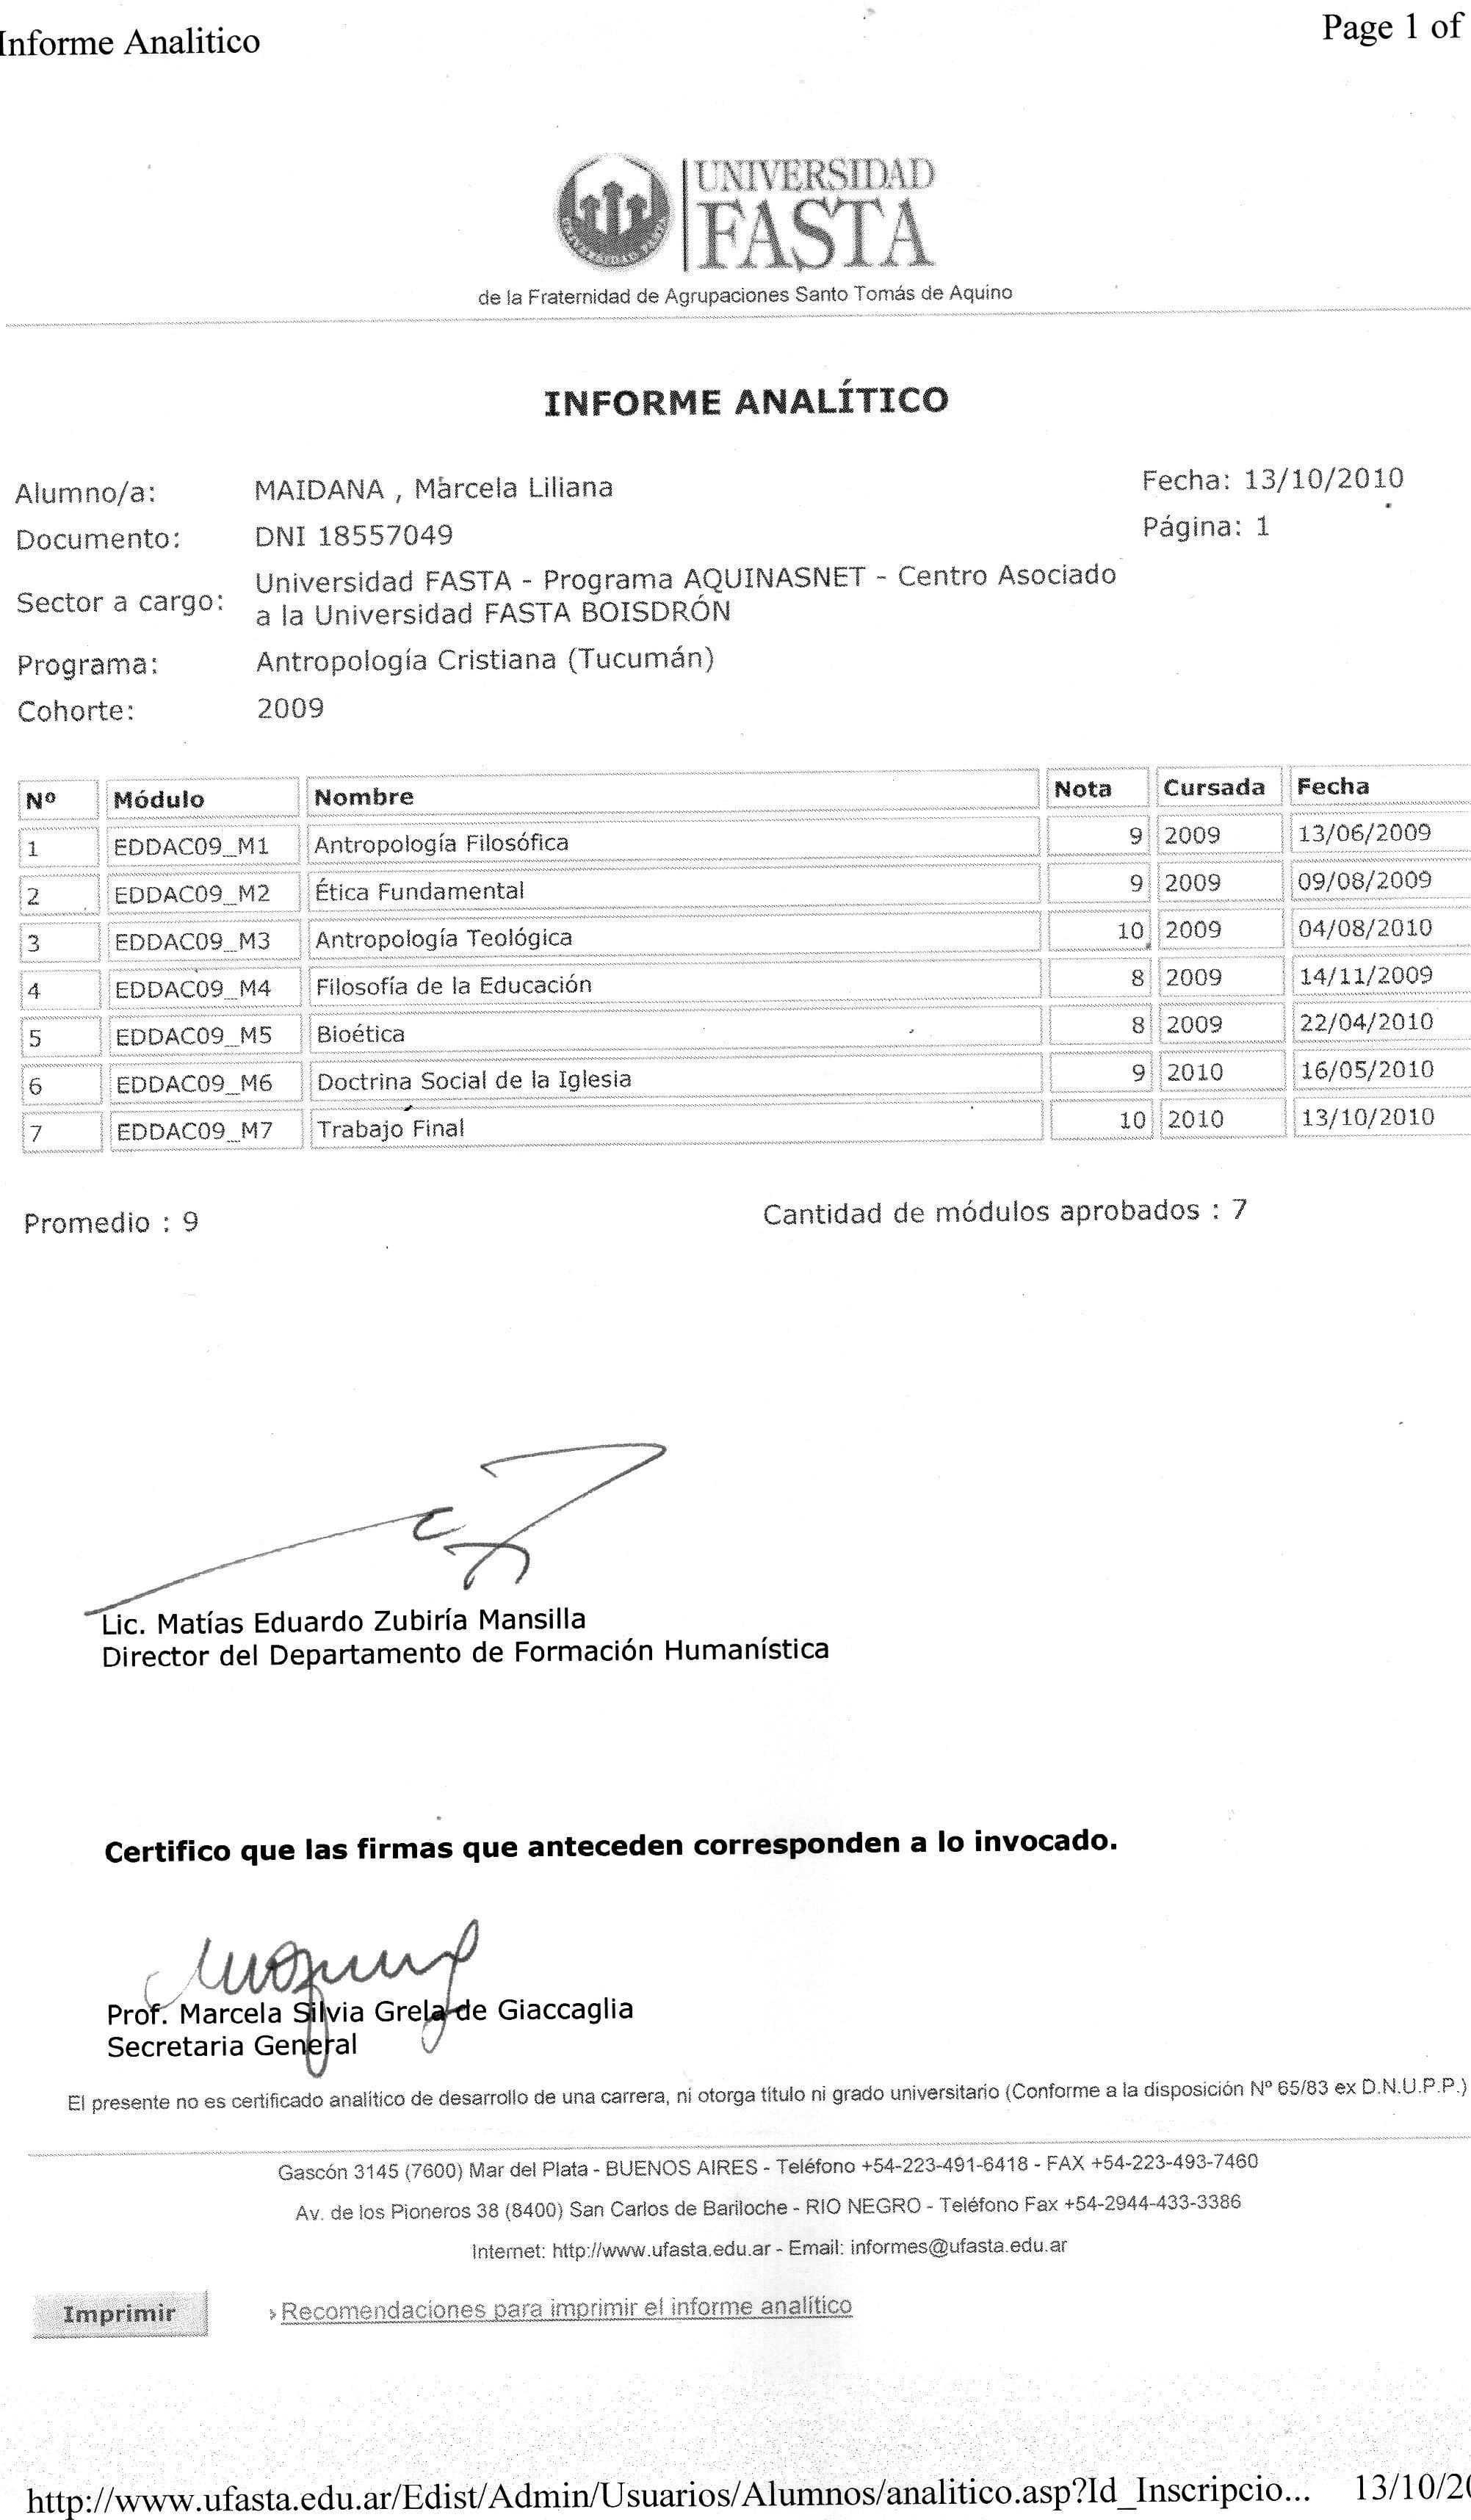 Informe Analitico
Page 1 of
UNIVERSIDAD
FASTA
UNIVERSIDAD FASTA
de la Fraternidad de Agrupaciones Santo Tomás de Aquino
INFORME ANALÍTICO
Alumno/a: MAIDANA , Marcela Liliana
Fecha: 13/10/2010
Documento: DNI 18557049
Página: 1
Sector a cargo: Universidad FASTA - Programa AQUINASNET - Centro Asociado
a la Universidad FASTA BOISDRÓN
Programa: Antropología Cristiana (Tucumán)
Cohorte: 2009
Nº Módulo Nombre Nota Cursada Fecha
1 EDDAC09_M1 Antropología Filosófica 9 2009 13/06/2009
2 EDDAC09_M2 Ética Fundamental 9 2009 09/08/2009
3 EDDAC09_M3 Antropología Teológica 10 2009 04/08/2010
4 EDDAC09_M4 Filosofía de la Educación 8 2009 14/11/2009
5 EDDAC09_M5 Bioética 8 2009 22/04/2010
6 EDDAC09_M6 Doctrina Social de la Iglesia 9 2010 16/05/2010
7 EDDAC09_M7 Trabajo Final 10 2010 13/10/2010
Promedio : 9 Cantidad de módulos aprobados : 7
Lic. Matías Eduardo Zubiría Mansilla
Director del Departamento de Formación Humanística
Certifico que las firmas que anteceden corresponden a lo invocado.
Prof. Marcela Silvia Grela de Giaccaglia
Secretaria General
El presente no es certificado analítico de desarrollo de una carrera, ni otorga título ni grado universitario (Conforme a la disposición Nº 65/83 ex D.N.U.P.P.)
Gascón 3145 (7600) Mar del Plata - BUENOS AIRES - Teléfono +54-223-491-6418 - FAX +54-223-493-7460
Av. de los Pioneros 38 (8400) San Carlos de Bariloche - RIO NEGRO - Teléfono Fax +54-2944-433-3386
Internet: http://www.ufasta.edu.ar - Email: informes@ufasta.edu.ar
Imprimir › Recomendaciones para imprimir el informe analítico
http://www.ufasta.edu.ar/Edist/Admin/Usuarios/Alumnos/analitico.asp?Id_Inscripcio... 13/10/20